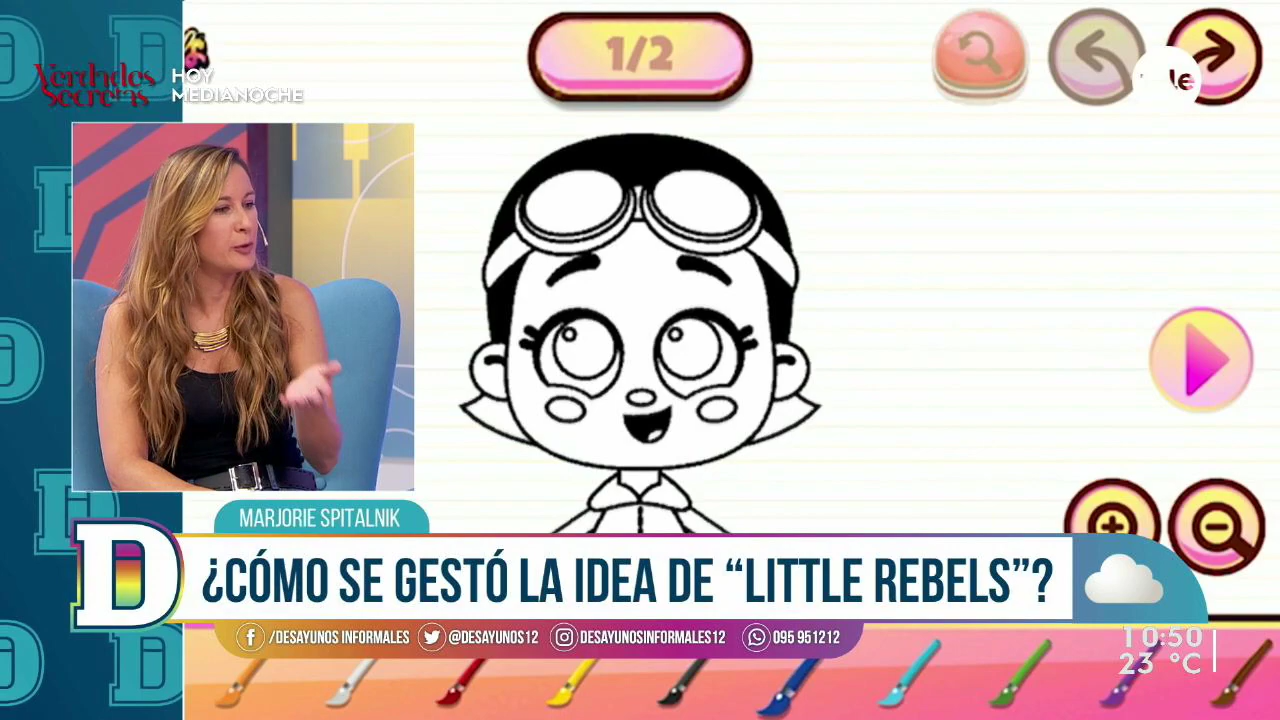 Verdades
Secretas
HOY
MEDIANOCHE
1/2
le
MARJORIE SPITALNIK
D
¿CÓMO SE GESTÓ LA IDEA DE “LITTLE REBELS”?
/DESAYUNOS INFORMALES @DESAYUNOS12 DESAYUNOSINFORMALES12 095 951212
10:50
23 °C